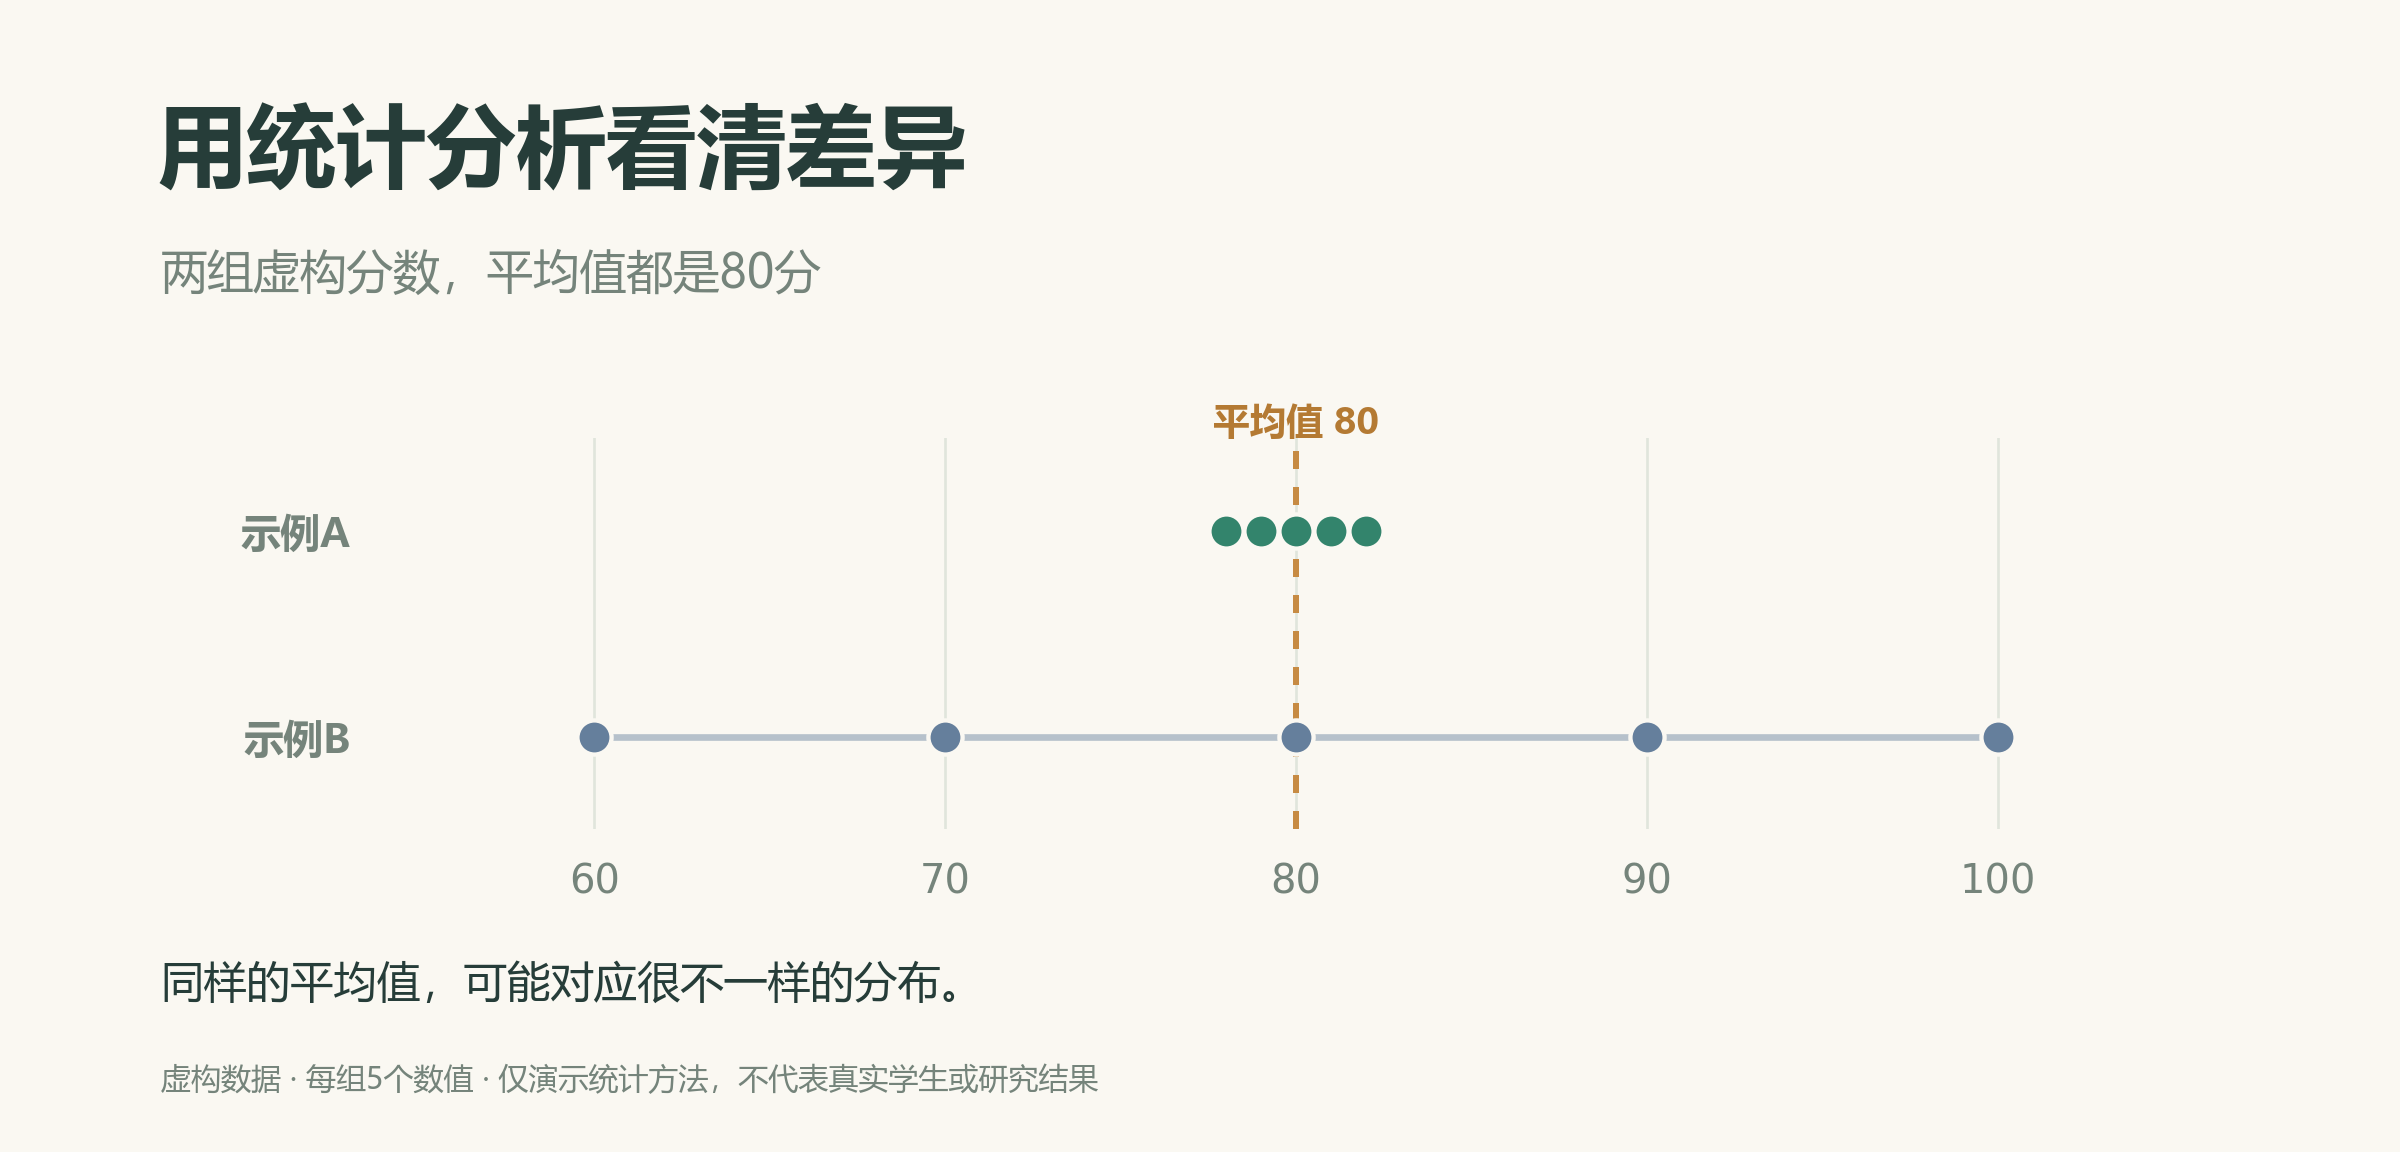 用统计分析看清差异
两组虚构分数，平均值都是80分
平均值 80
示例A
示例B
60 70 80 90 100
同样的平均值，可能对应很不一样的分布。
虚构数据 · 每组5个数值 · 仅演示统计方法，不代表真实学生或研究结果